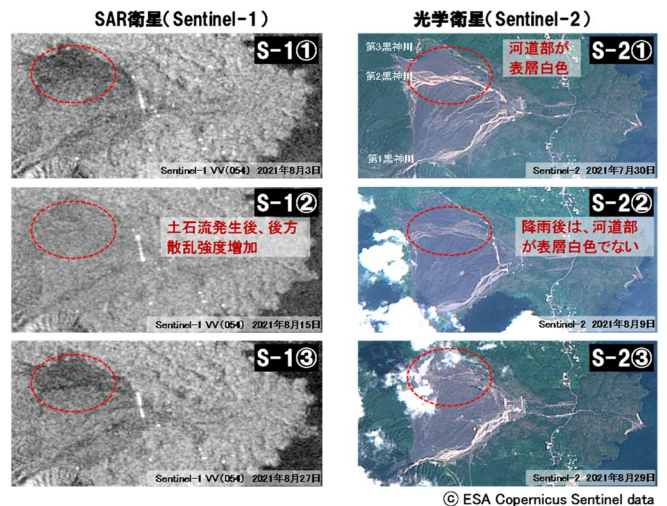 SAR衛星（Sentinel-1）
光学衛星（Sentinel-2）
S-1①
Sentinel-1 VV（054） 2021年8月3日
S-2①
河道部が
表層白色
第3黒神川
第2黒神川
第1黒神川
Sentinel-2 2021年7月30日
S-1②
土石流発生後、後方
散乱強度増加
Sentinel-1 VV（054） 2021年8月15日
S-2②
降雨後は、河道部
が表層白色でない
Sentinel-2 2021年8月9日
S-1③
Sentinel-1 VV（054） 2021年8月27日
S-2③
Sentinel-2 2021年8月29日
ⓒ ESA Copernicus Sentinel data